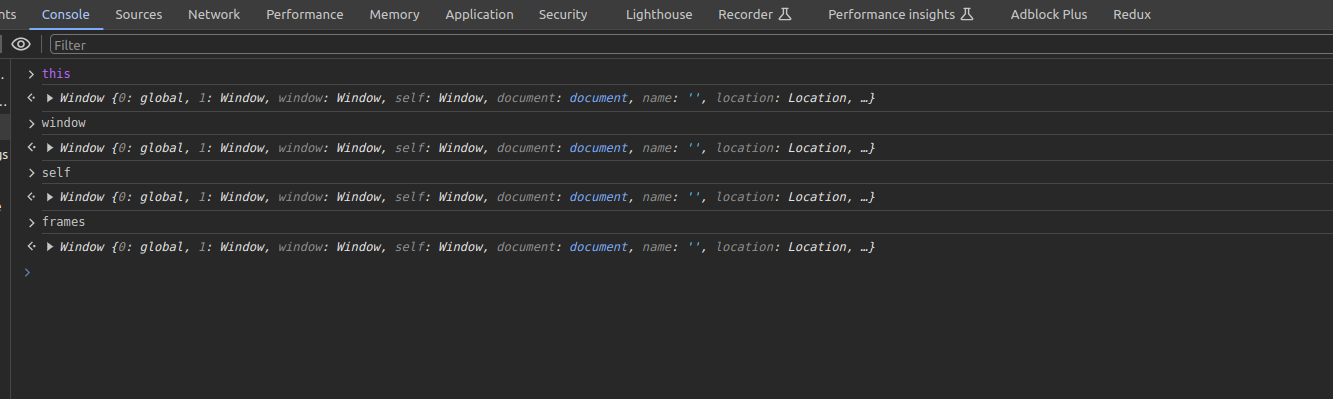 nts Console Sources Network Performance Memory Application Security Lighthouse Recorder Performance insights Adblock Plus Redux
Filter
this
Window {0: global, 1: Window, window: Window, self: Window, document: document, name: '', location: Location, …}
window
Window {0: global, 1: Window, window: Window, self: Window, document: document, name: '', location: Location, …}
gs
self
Window {0: global, 1: Window, window: Window, self: Window, document: document, name: '', location: Location, …}
e
frames
Window {0: global, 1: Window, window: Window, self: Window, document: document, name: '', location: Location, …}